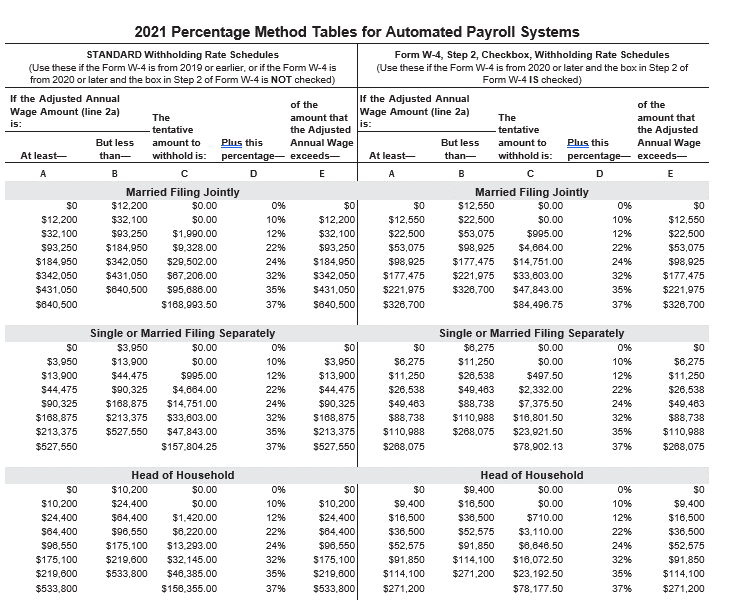 2021 Percentage Method Tables for Automated Payroll Systems
STANDARD Withholding Rate Schedules
(Use these if the Form W-4 is from 2019 or earlier, or if the Form W-4 is
from 2020 or later and the box in Step 2 of Form W-4 is NOT checked)
Form W-4, Step 2, Checkbox, Withholding Rate Schedules
(Use these if the Form W-4 is from 2020 or later and the box in Step 2 of
Form W-4 IS checked)
If the Adjusted Annual
Wage Amount (line 2a)
is:
At least—
But less
than—
The
tentative
amount to
withhold is:
Plus this
percentage—
of the
amount that
the Adjusted
Annual Wage
exceeds—
If the Adjusted Annual
Wage Amount (line 2a)
is:
At least—
But less
than—
The
tentative
amount to
withhold is:
Plus this
percentage—
of the
amount that
the Adjusted
Annual Wage
exceeds—
A B C D E A B C D E
Married Filing Jointly Married Filing Jointly
$0 $12,200 $0.00 0% $0 $0 $12,550 $0.00 0% $0
$12,200 $32,100 $0.00 10% $12,200 $12,550 $22,500 $0.00 10% $12,550
$32,100 $93,250 $1,990.00 12% $32,100 $22,500 $53,075 $995.00 12% $22,500
$93,250 $184,950 $9,328.00 22% $93,250 $53,075 $98,925 $4,664.00 22% $53,075
$184,950 $342,050 $29,502.00 24% $184,950 $98,925 $177,475 $14,751.00 24% $98,925
$342,050 $431,050 $67,206.00 32% $342,050 $177,475 $221,975 $33,603.00 32% $177,475
$431,050 $640,500 $95,686.00 35% $431,050 $221,975 $326,700 $47,843.00 35% $221,975
$640,500 $168,993.50 37% $640,500 $326,700 $84,496.75 37% $326,700
Single or Married Filing Separately Single or Married Filing Separately
$0 $3,950 $0.00 0% $0 $0 $6,275 $0.00 0% $0
$3,950 $13,900 $0.00 10% $3,950 $6,275 $11,250 $0.00 10% $6,275
$13,900 $44,475 $995.00 12% $13,900 $11,250 $26,538 $497.50 12% $11,250
$44,475 $90,325 $4,664.00 22% $44,475 $26,538 $49,463 $2,332.00 22% $26,538
$90,325 $168,875 $14,751.00 24% $90,325 $49,463 $88,738 $7,375.50 24% $49,463
$168,875 $213,375 $33,603.00 32% $168,875 $88,738 $110,988 $16,801.50 32% $88,738
$213,375 $527,550 $47,843.00 35% $213,375 $110,988 $268,075 $23,921.50 35% $110,988
$527,550 $157,804.25 37% $527,550 $268,075 $78,902.13 37% $268,075
Head of Household Head of Household
$0 $10,200 $0.00 0% $0 $0 $9,400 $0.00 0% $0
$10,200 $24,400 $0.00 10% $10,200 $9,400 $16,500 $0.00 10% $9,400
$24,400 $64,400 $1,420.00 12% $24,400 $16,500 $36,500 $710.00 12% $16,500
$64,400 $96,550 $6,220.00 22% $64,400 $36,500 $52,575 $3,110.00 22% $36,500
$96,550 $175,100 $13,293.00 24% $96,550 $52,575 $91,850 $6,646.50 24% $52,575
$175,100 $219,600 $32,145.00 32% $175,100 $91,850 $114,100 $16,072.50 32% $91,850
$219,600 $533,800 $46,385.00 35% $219,600 $114,100 $271,200 $23,192.50 35% $114,100
$533,800 $156,355.00 37% $533,800 $271,200 $78,177.50 37% $271,200